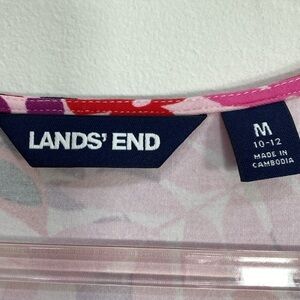 LANDS' END
M
10-12
MADE IN
CAMBODIA